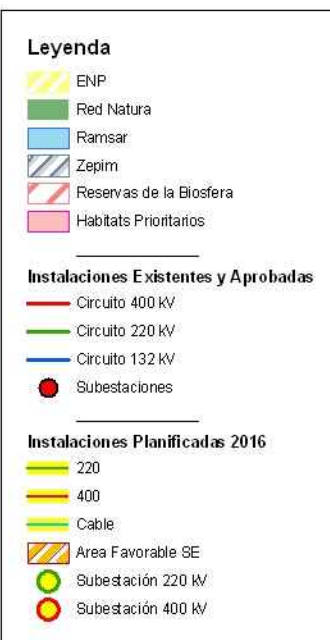 Leyenda
ENP
Red Natura
Ramsar
Zepim
Reservas de la Biosfera
Habitats Prioritarios
Instalaciones Existentes y Aprobadas
Circuito 400 kV
Circuito 220 kV
Circuito 132 kV
Subestaciones
Instalaciones Planificadas 2016
220
400
Cable
Area Favorable SE
Subestación 220 kV
Subestación 400 kV